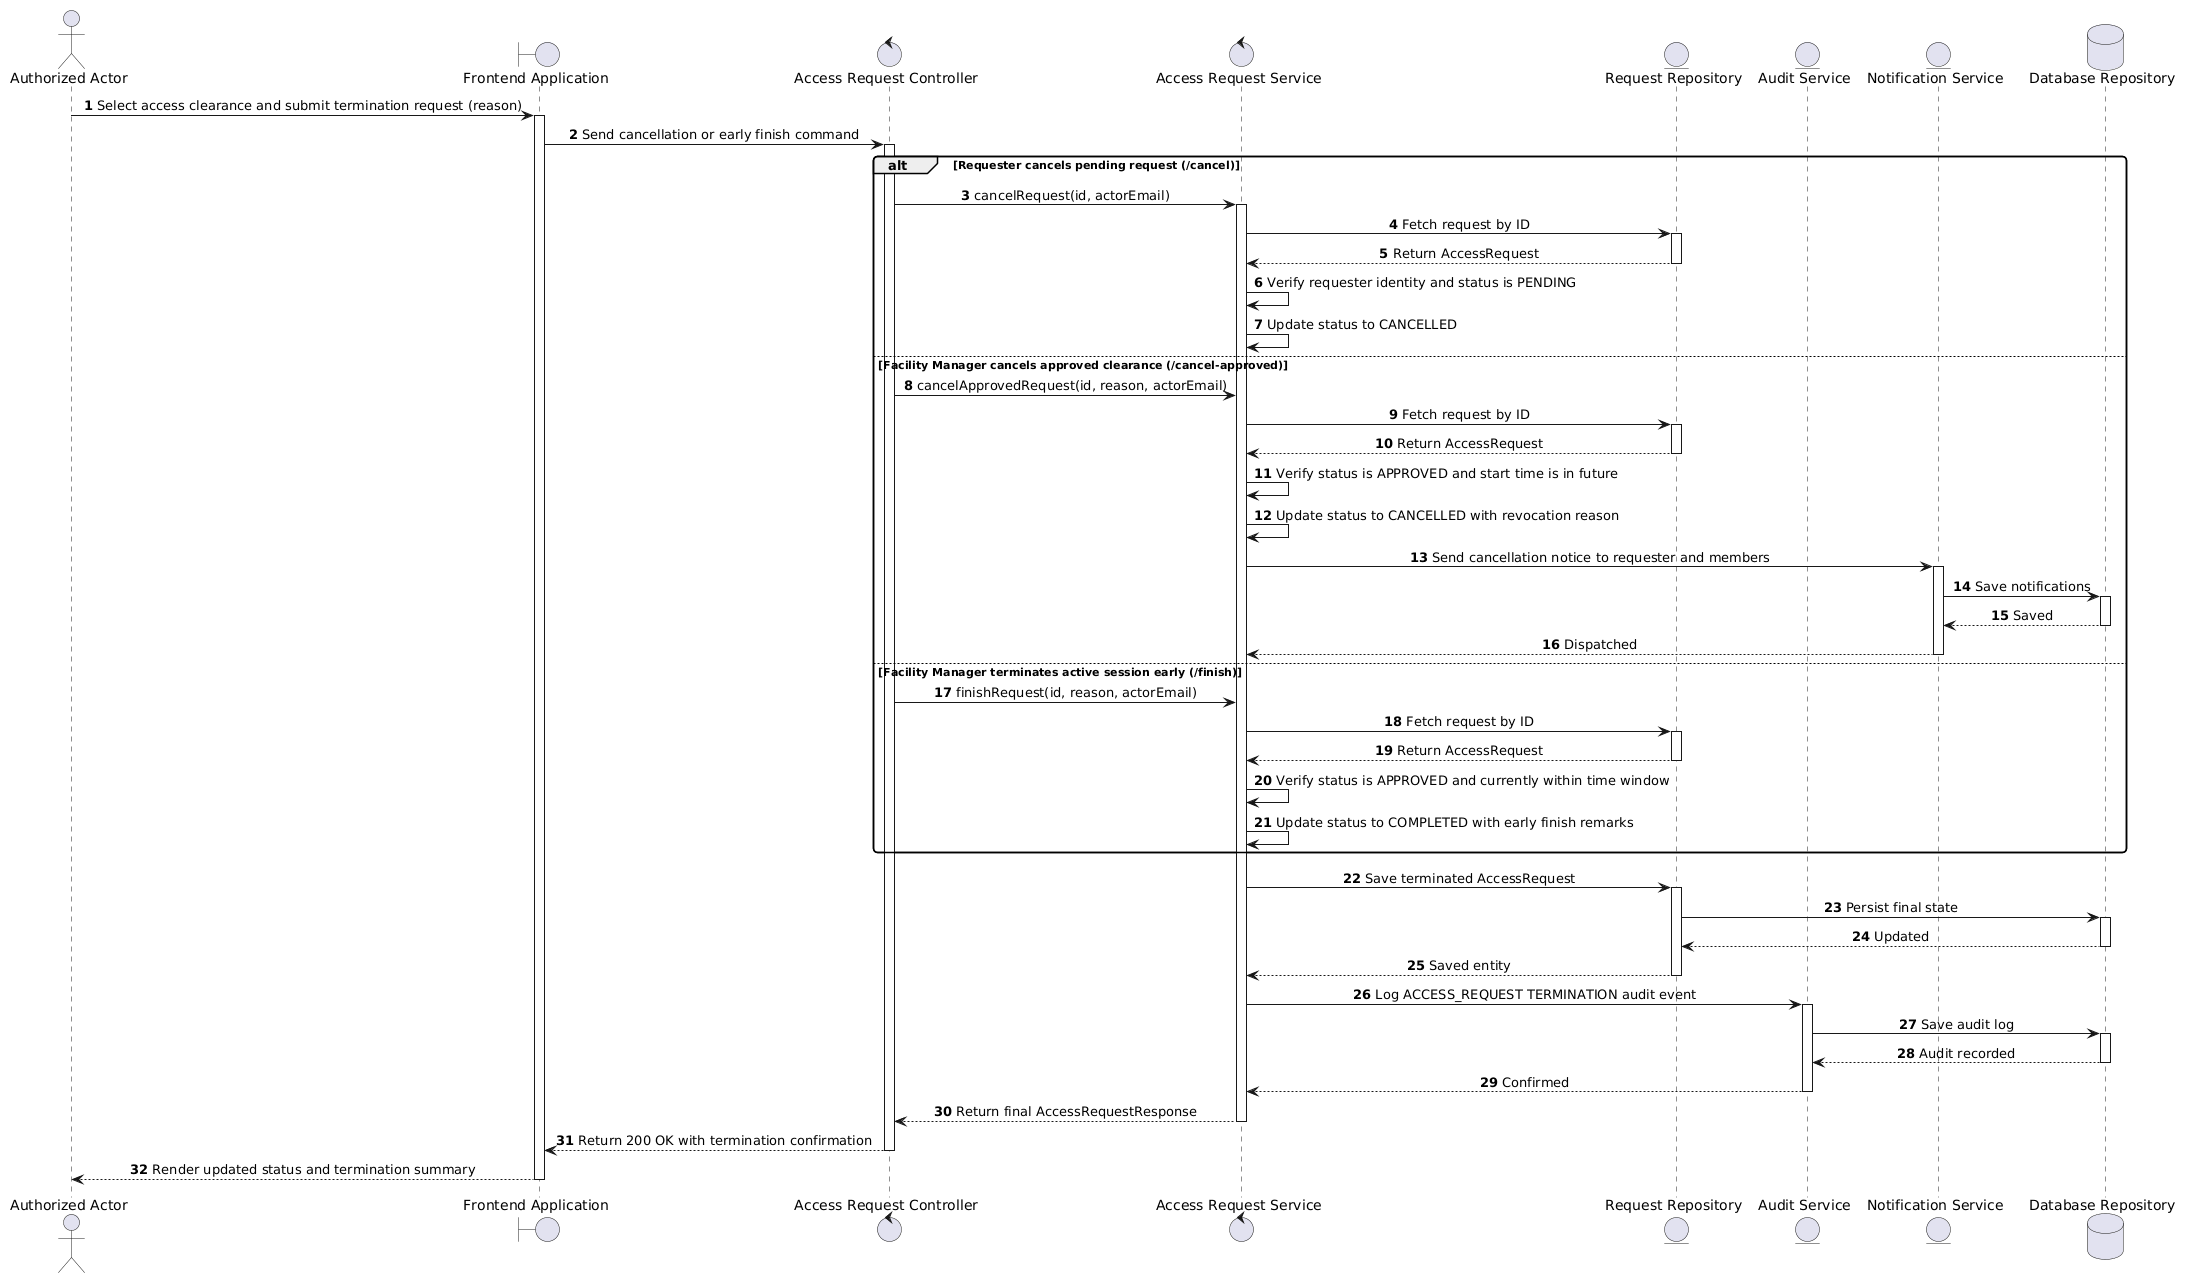 Authorized Actor
Frontend Application
Access Request Controller
Access Request Service
Request Repository
Audit Service
Notification Service
Database Repository
1 Select access clearance and submit termination request (reason)
2 Send cancellation or early finish command
alt [Requester cancels pending request (/cancel)]
3 cancelRequest(id, actorEmail)
4 Fetch request by ID
5 Return AccessRequest
6 Verify requester identity and status is PENDING
7 Update status to CANCELLED
[Facility Manager cancels approved clearance (/cancel-approved)]
8 cancelApprovedRequest(id, reason, actorEmail)
9 Fetch request by ID
10 Return AccessRequest
11 Verify status is APPROVED and start time is in future
12 Update status to CANCELLED with revocation reason
13 Send cancellation notice to requester and members
14 Save notifications
15 Saved
16 Dispatched
[Facility Manager terminates active session early (/finish)]
17 finishRequest(id, reason, actorEmail)
18 Fetch request by ID
19 Return AccessRequest
20 Verify status is APPROVED and currently within time window
21 Update status to COMPLETED with early finish remarks
22 Save terminated AccessRequest
23 Persist final state
24 Updated
25 Saved entity
26 Log ACCESS_REQUEST TERMINATION audit event
27 Save audit log
28 Audit recorded
29 Confirmed
30 Return final AccessRequestResponse
31 Return 200 OK with termination confirmation
32 Render updated status and termination summary
Authorized Actor
Frontend Application
Access Request Controller
Access Request Service
Request Repository
Audit Service
Notification Service
Database Repository